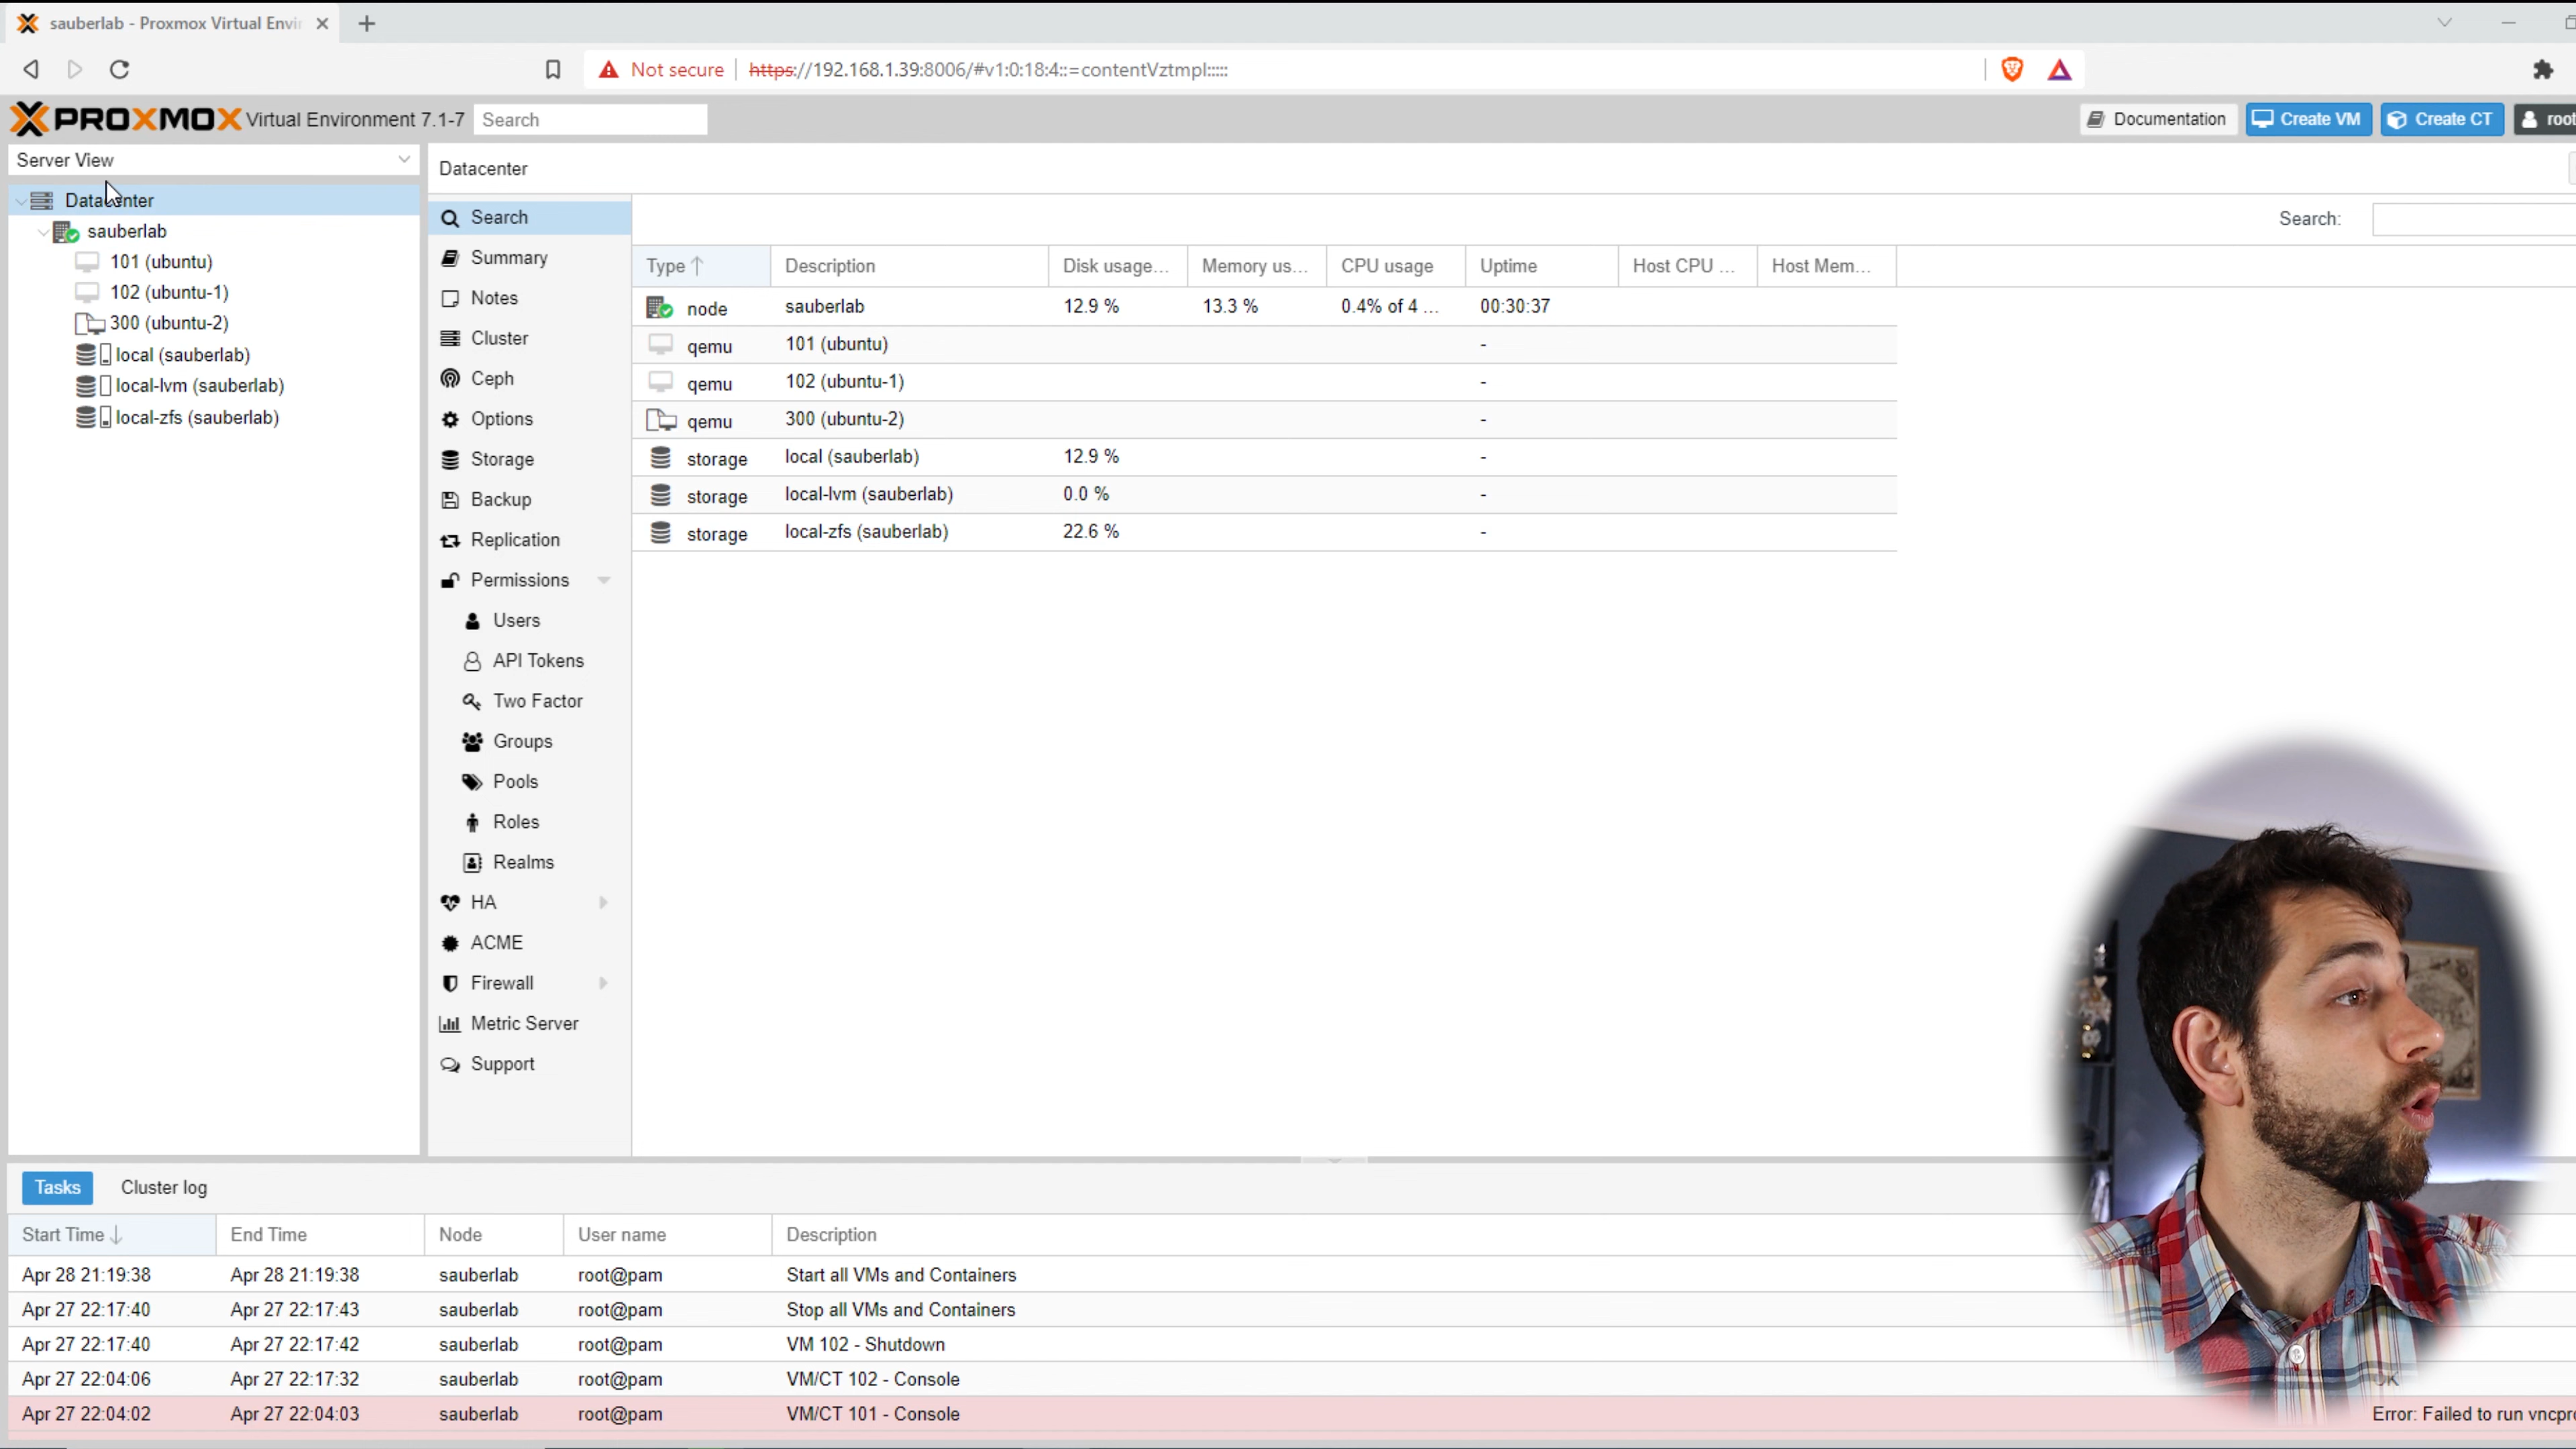 sauberlab - Proxmox Virtual Envir
Not secure https://192.168.1.39:8006/#v1:0:18:4::=contentVztmpl:::::
PROXMOX Virtual Environment 7.1-7 Search Documentation Create VM Create CT root
Server View
Datacenter
sauberlab
101 (ubuntu)
102 (ubuntu-1)
300 (ubuntu-2)
local (sauberlab)
local-lvm (sauberlab)
local-zfs (sauberlab)
Datacenter
Search
Summary
Notes
Cluster
Ceph
Options
Storage
Backup
Replication
Permissions
Users
API Tokens
Two Factor
Groups
Pools
Roles
Realms
HA
ACME
Firewall
Metric Server
Support
Search:
Type Description Disk usage... Memory us... CPU usage Uptime Host CPU ... Host Mem...
node sauberlab 12.9 % 13.3 % 0.4% of 4 ... 00:30:37
qemu 101 (ubuntu) -
qemu 102 (ubuntu-1) -
qemu 300 (ubuntu-2) -
storage local (sauberlab) 12.9 % -
storage local-lvm (sauberlab) 0.0 % -
storage local-zfs (sauberlab) 22.6 % -
Tasks Cluster log
Start Time End Time Node User name Description
Apr 28 21:19:38 Apr 28 21:19:38 sauberlab root@pam Start all VMs and Containers
Apr 27 22:17:40 Apr 27 22:17:43 sauberlab root@pam Stop all VMs and Containers
Apr 27 22:17:40 Apr 27 22:17:42 sauberlab root@pam VM 102 - Shutdown
Apr 27 22:04:06 Apr 27 22:17:32 sauberlab root@pam VM/CT 102 - Console OK
Apr 27 22:04:02 Apr 27 22:04:03 sauberlab root@pam VM/CT 101 - Console Error: Failed to run vncpro